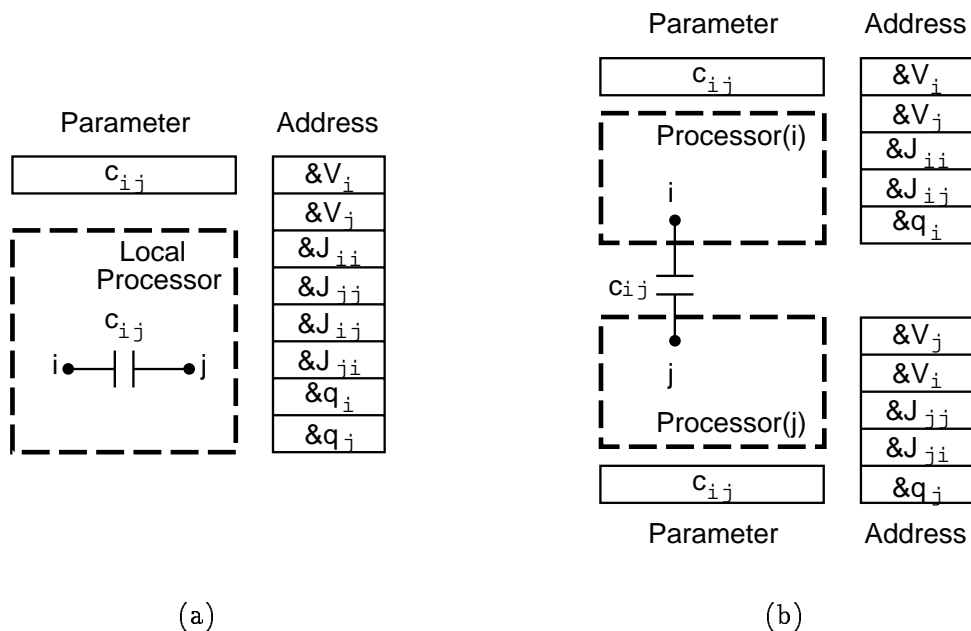 Parameter Address
c_ij
&V_i
&V_j
&J_ii
&J_jj
&J_ij
&J_ji
&q_i
&q_j
Local
Processor
c_ij
i j
(a)
Parameter Address
c_ij
&V_i
&V_j
&J_ii
&J_ij
&q_i
Processor(i)
i
c_ij
j
Processor(j)
&V_j
&V_i
&J_jj
&J_ji
&q_j
c_ij
Parameter Address
(b)